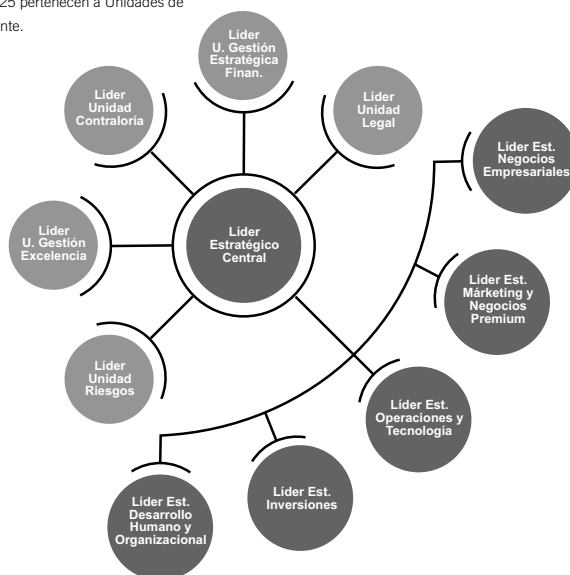 25 pertenecen a Unidades de
nte.
Líder
U. Gestión
Estratégica
Finan.
Líder
Unidad
Contraloría
Líder
Unidad
Legal
Líder Est.
Negocios
Empresariales
Líder
U. Gestión
Excelencia
Líder
Estratégico
Central
Líder Est.
Márketing y
Negocios
Premium
Líder
Unidad
Riesgos
Líder Est.
Operaciones y
Tecnología
Líder Est.
Inversiones
Líder Est.
Desarrollo
Humano y
Organizacional